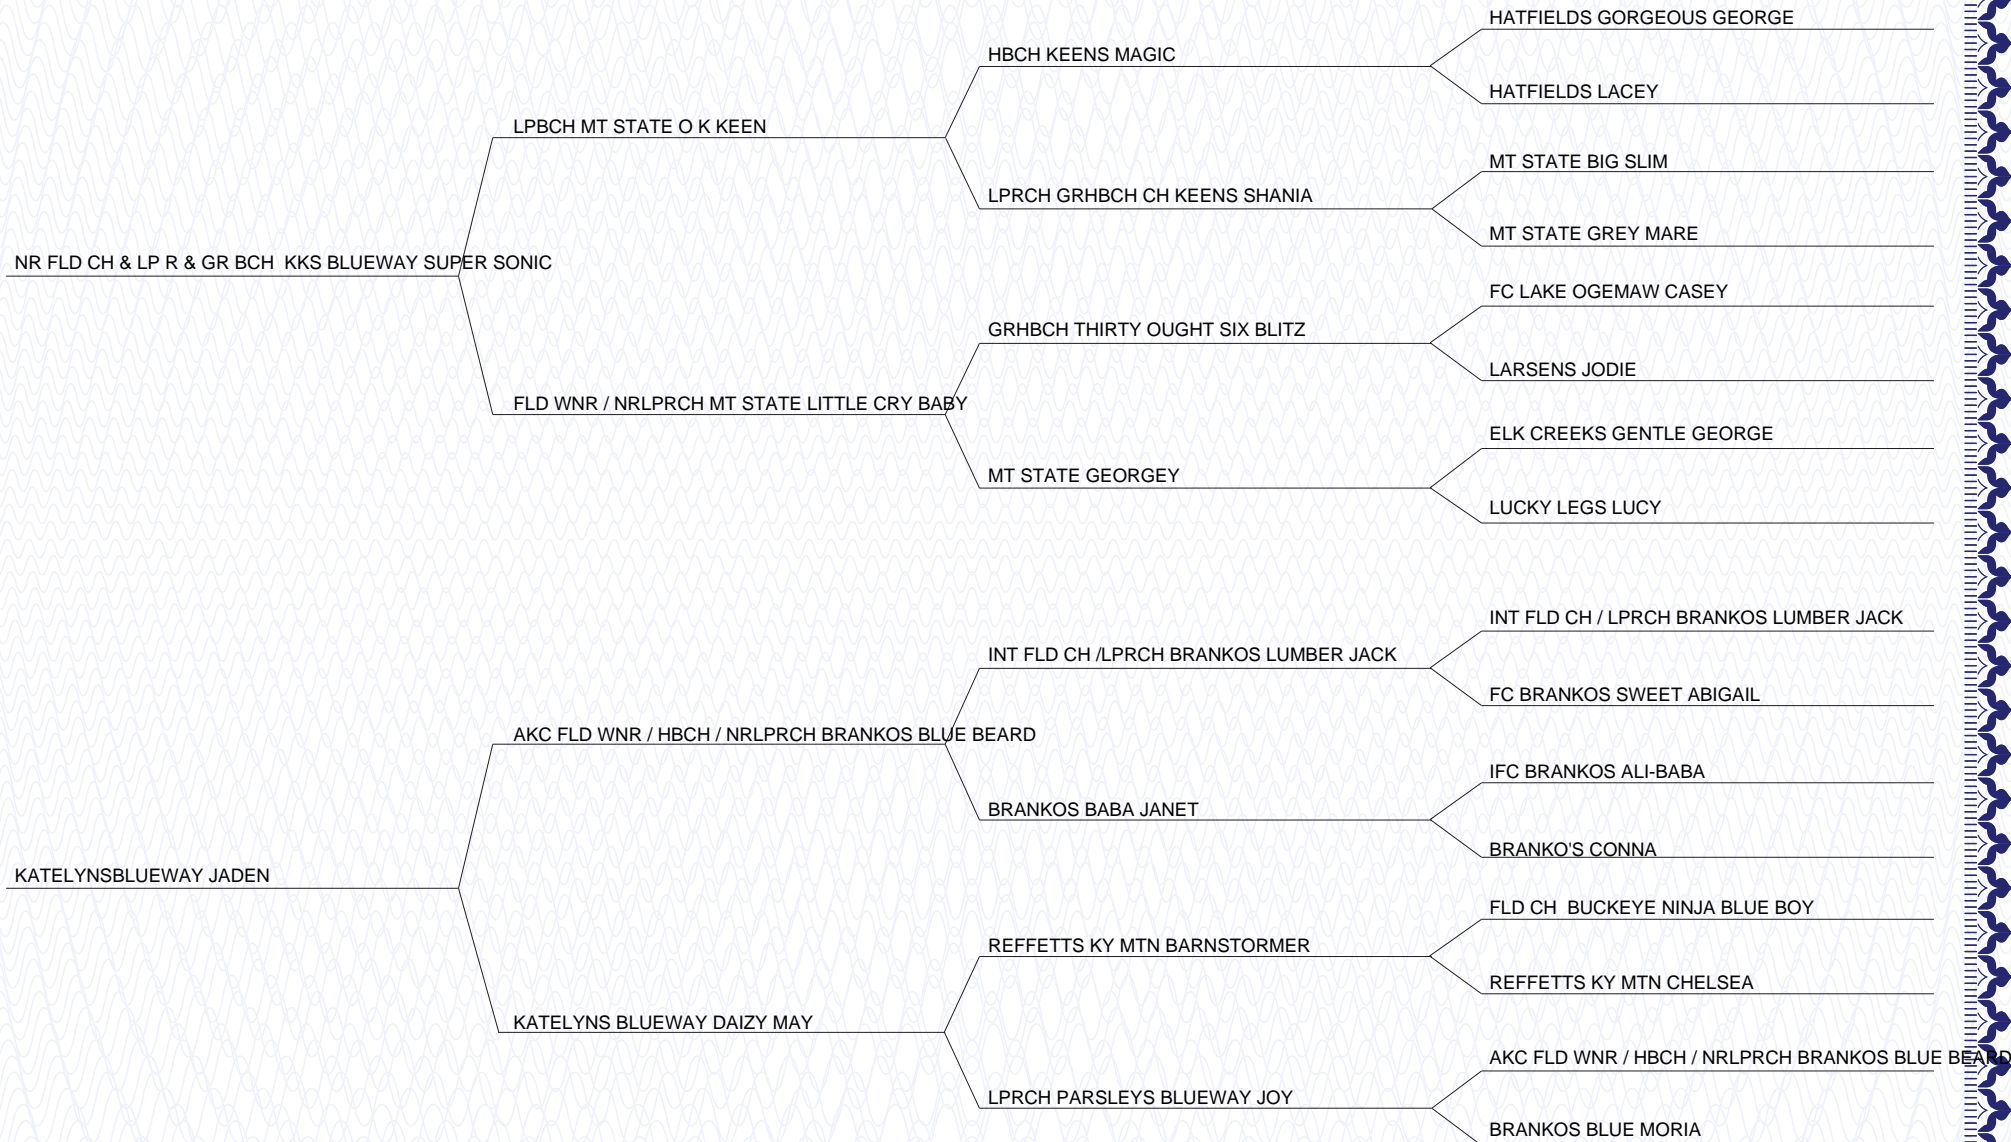 HATFIELDS GORGEOUS GEORGE
HBCH KEENS MAGIC
HATFIELDS LACEY
LPBCH MT STATE O K KEEN
MT STATE BIG SLIM
LPRCH GRHBCH CH KEENS SHANIA
MT STATE GREY MARE
NR FLD CH & LP R & GR BCH  KKS BLUEWAY SUPER SONIC
FC LAKE OGEMAW CASEY
GRHBCH THIRTY OUGHT SIX BLITZ
LARSENS JODIE
FLD WNR / NRLPRCH MT STATE LITTLE CRY BABY
ELK CREEKS GENTLE GEORGE
MT STATE GEORGEY
LUCKY LEGS LUCY
INT FLD CH / LPRCH BRANKOS LUMBER JACK
INT FLD CH /LPRCH BRANKOS LUMBER JACK
FC BRANKOS SWEET ABIGAIL
AKC FLD WNR / HBCH / NRLPRCH BRANKOS BLUE BEARD
IFC BRANKOS ALI-BABA
BRANKOS BABA JANET
BRANKO'S CONNA
KATELYNSBLUEWAY JADEN
FLD CH  BUCKEYE NINJA BLUE BOY
REFFETTS KY MTN BARNSTORMER
REFFETTS KY MTN CHELSEA
KATELYNS BLUEWAY DAIZY MAY
AKC FLD WNR / HBCH / NRLPRCH BRANKOS BLUE BEARD
LPRCH PARSLEYS BLUEWAY JOY
BRANKOS BLUE MORIA